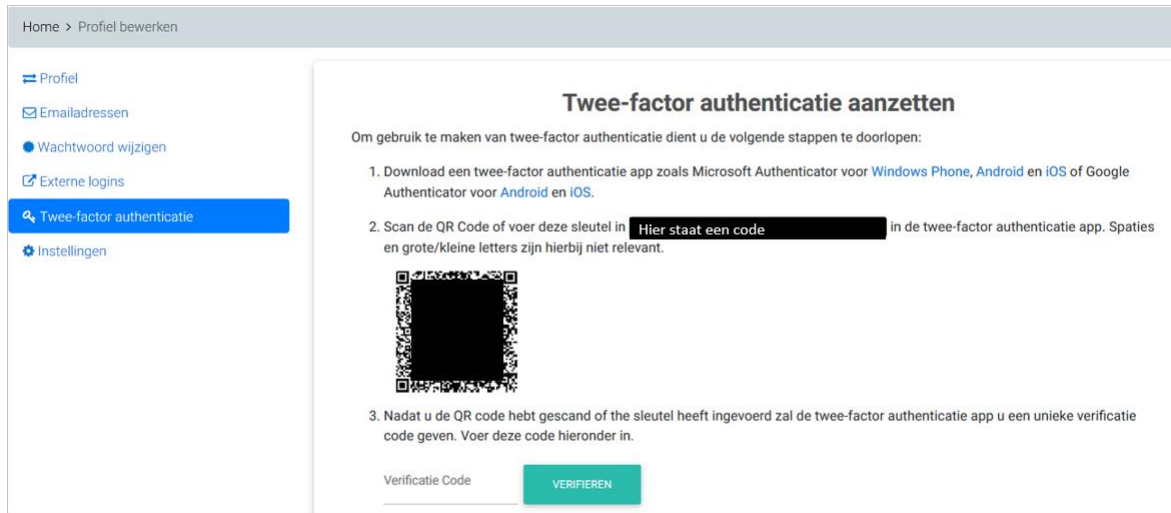 Home > Profiel bewerken
Profiel
Emailadressen
Wachtwoord wijzigen
Externe logins
Twee-factor authenticatie
Instellingen
Twee-factor authenticatie aanzetten
Om gebruik te maken van twee-factor authenticatie dient u de volgende stappen te doorlopen:
1. Download een twee-factor authenticatie app zoals Microsoft Authenticator voor Windows Phone, Android en iOS of Google
Authenticator voor Android en iOS.
2. Scan de QR Code of voer deze sleutel in Hier staat een code in de twee-factor authenticatie app. Spaties
en grote/kleine letters zijn hierbij niet relevant.
3. Nadat u de QR code hebt gescand of the sleutel heeft ingevoerd zal de twee-factor authenticatie app u een unieke verificatie
code geven. Voer deze code hieronder in.
Verificatie Code
VERIFIEREN